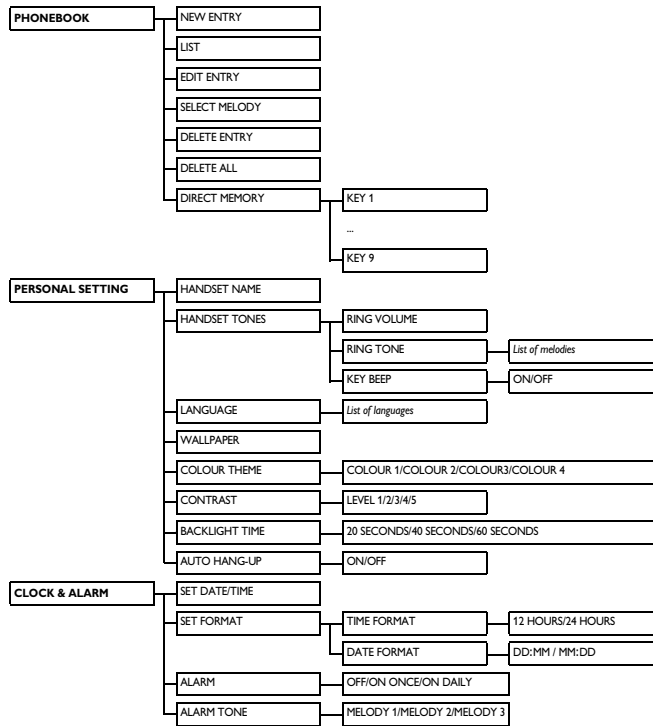 PHONEBOOK
NEW ENTRY
LIST
EDIT ENTRY
SELECT MELODY
DELETE ENTRY
DELETE ALL
DIRECT MEMORY
KEY 1
...
KEY 9
PERSONAL SETTING
HANDSET NAME
HANDSET TONES
RING VOLUME
RING TONE
List of melodies
KEY BEEP
ON/OFF
LANGUAGE
List of languages
WALLPAPER
COLOUR THEME
COLOUR 1/COLOUR 2/COLOUR3/COLOUR 4
CONTRAST
LEVEL 1/2/3/4/5
BACKLIGHT TIME
20 SECONDS/40 SECONDS/60 SECONDS
AUTO HANG-UP
ON/OFF
CLOCK & ALARM
SET DATE/TIME
SET FORMAT
TIME FORMAT
12 HOURS/24 HOURS
DATE FORMAT
DD:MM / MM:DD
ALARM
OFF/ON ONCE/ON DAILY
ALARM TONE
MELODY 1/MELODY 2/MELODY 3